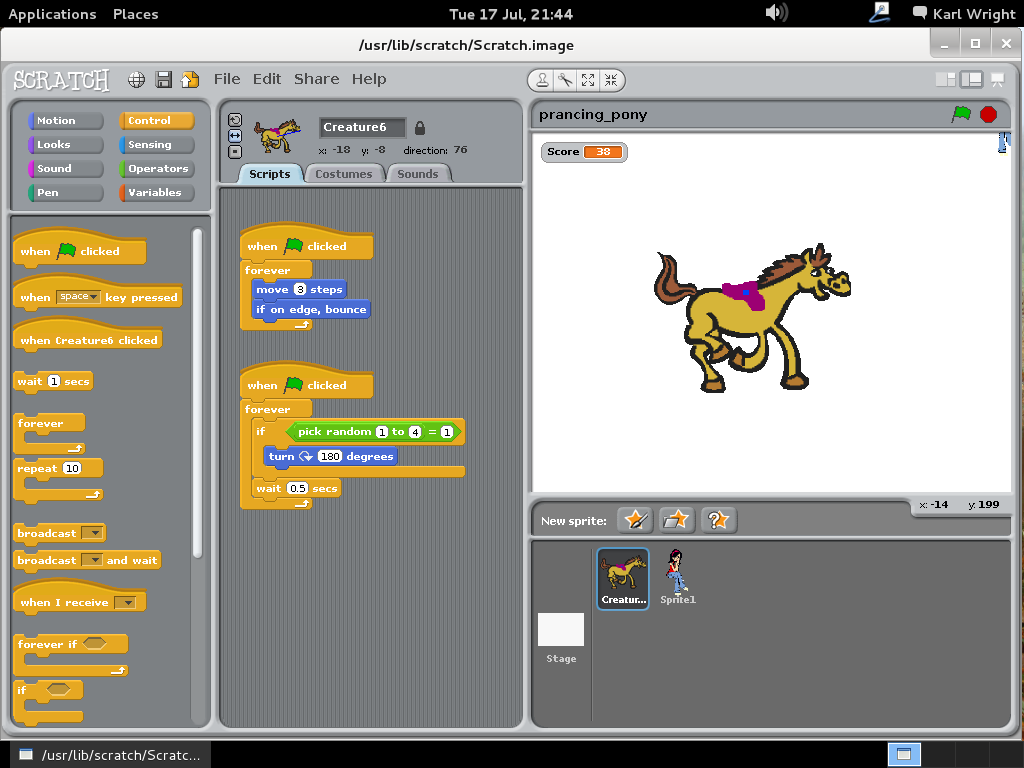 Applications Places Tue 17 Jul, 21:44 Karl Wright
/usr/lib/scratch/Scratch.image
SCRATCH File Edit Share Help
Motion Control
Looks Sensing
Sound Operators
Pen Variables
Creature6
x: -18 y: -8 direction: 76
Scripts Costumes Sounds
prancing_pony
Score 38
when clicked
when space key pressed
when Creature6 clicked
wait 1 secs
forever
repeat 10
broadcast
broadcast and wait
when I receive
forever if
if
when clicked
forever
move 3 steps
if on edge, bounce
when clicked
forever
if pick random 1 to 4 = 1
turn 180 degrees
wait 0.5 secs
x: -14 y: 199
New sprite:
Creatur... Sprite1
Stage
/usr/lib/scratch/Scratc...